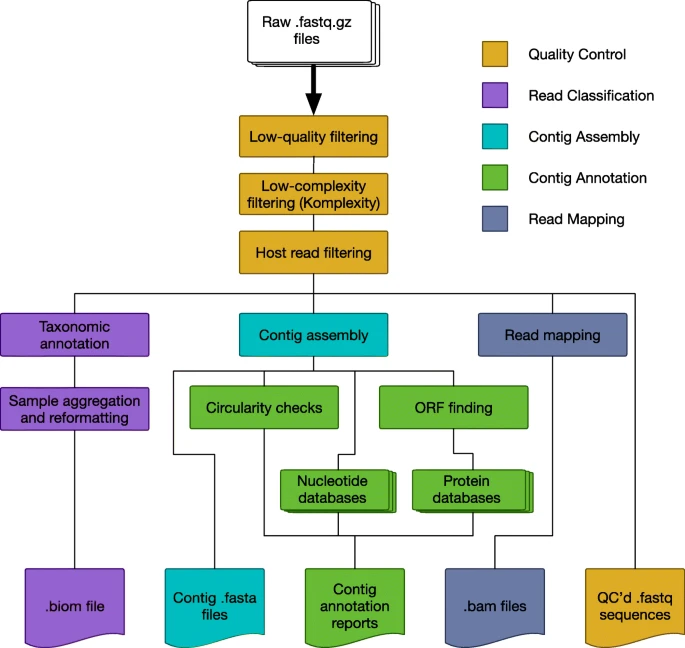 Raw .fastq.gz
files
Quality Control
Read Classification
Contig Assembly
Contig Annotation
Read Mapping
Low-quality filtering
Low-complexity
filtering (Komplexity)
Host read filtering
Taxonomic
annotation
Contig assembly
Read mapping
Sample aggregation
and reformatting
Circularity checks
ORF finding
Nucleotide
databases
Protein
databases
.biom file
Contig .fasta
files
Contig
annotation
reports
.bam files
QC'd .fastq
sequences